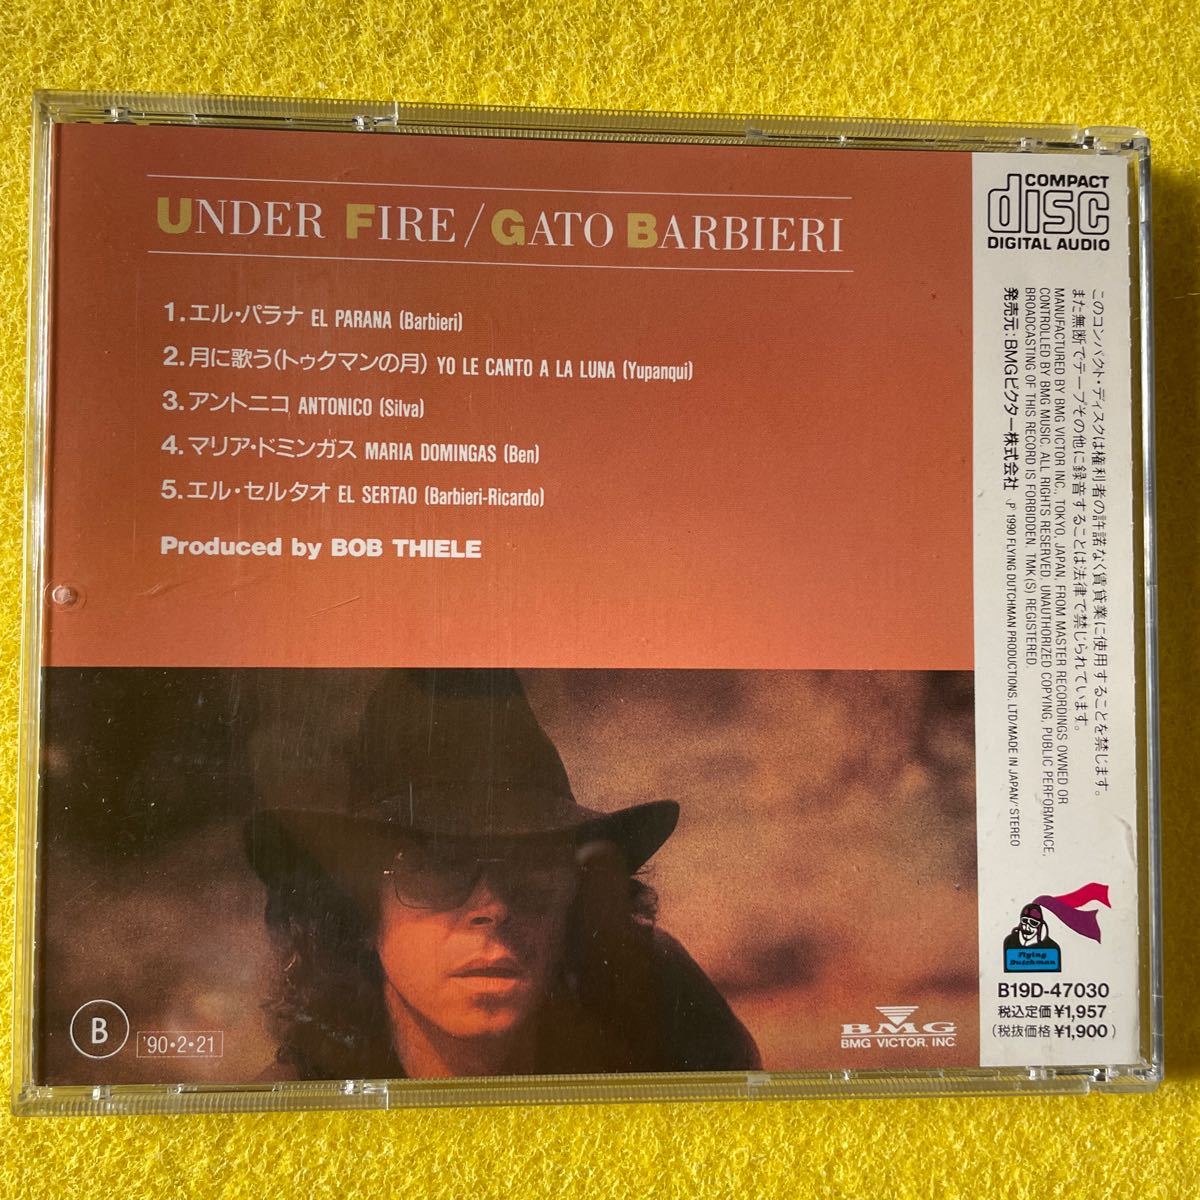 UNDER FIRE / GATO BARBIERI
1.エル・パラナ EL PARANA (Barbieri)
2.月に歌う(トゥクマンの月) YO LE CANTO A LA LUNA (Yupanqui)
3.アントニコ ANTONICO (Silva)
4.マリア・ドミンガス MARIA DOMINGAS (Ben)
5.エル・セルタオ EL SERTAO (Barbieri-Ricardo)
Produced by BOB THIELE
B
'90・2・21
BMG
BMG VICTOR, INC.
COMPACT
disc
DIGITAL AUDIO
このコンパクト・ディスクは権利者の許諾なく賃貸業に使用することを禁じます。
また無断でテープその他に録音することは法律で禁じられています。
MANUFACTURED BY BMG VICTOR INC., TOKYO, JAPAN, FROM MASTER RECORDINGS OWNED OR
CONTROLLED BY BMG MUSIC. ALL RIGHTS RESERVED, UNAUTHORIZED COPYING, PUBLIC PERFORMANCE,
BROADCASTING OF THIS RECORD IS FORBIDDEN. TMK(S) REGISTERED.
発売元:BMGビクター株式会社 ℗ 1990 FLYING DUTCHMAN PRODUCTIONS, LTD/MADE IN JAPAN/STEREO
Flying
Dutchman
B19D-47030
税込定価¥1,957
(税抜価格¥1,900)